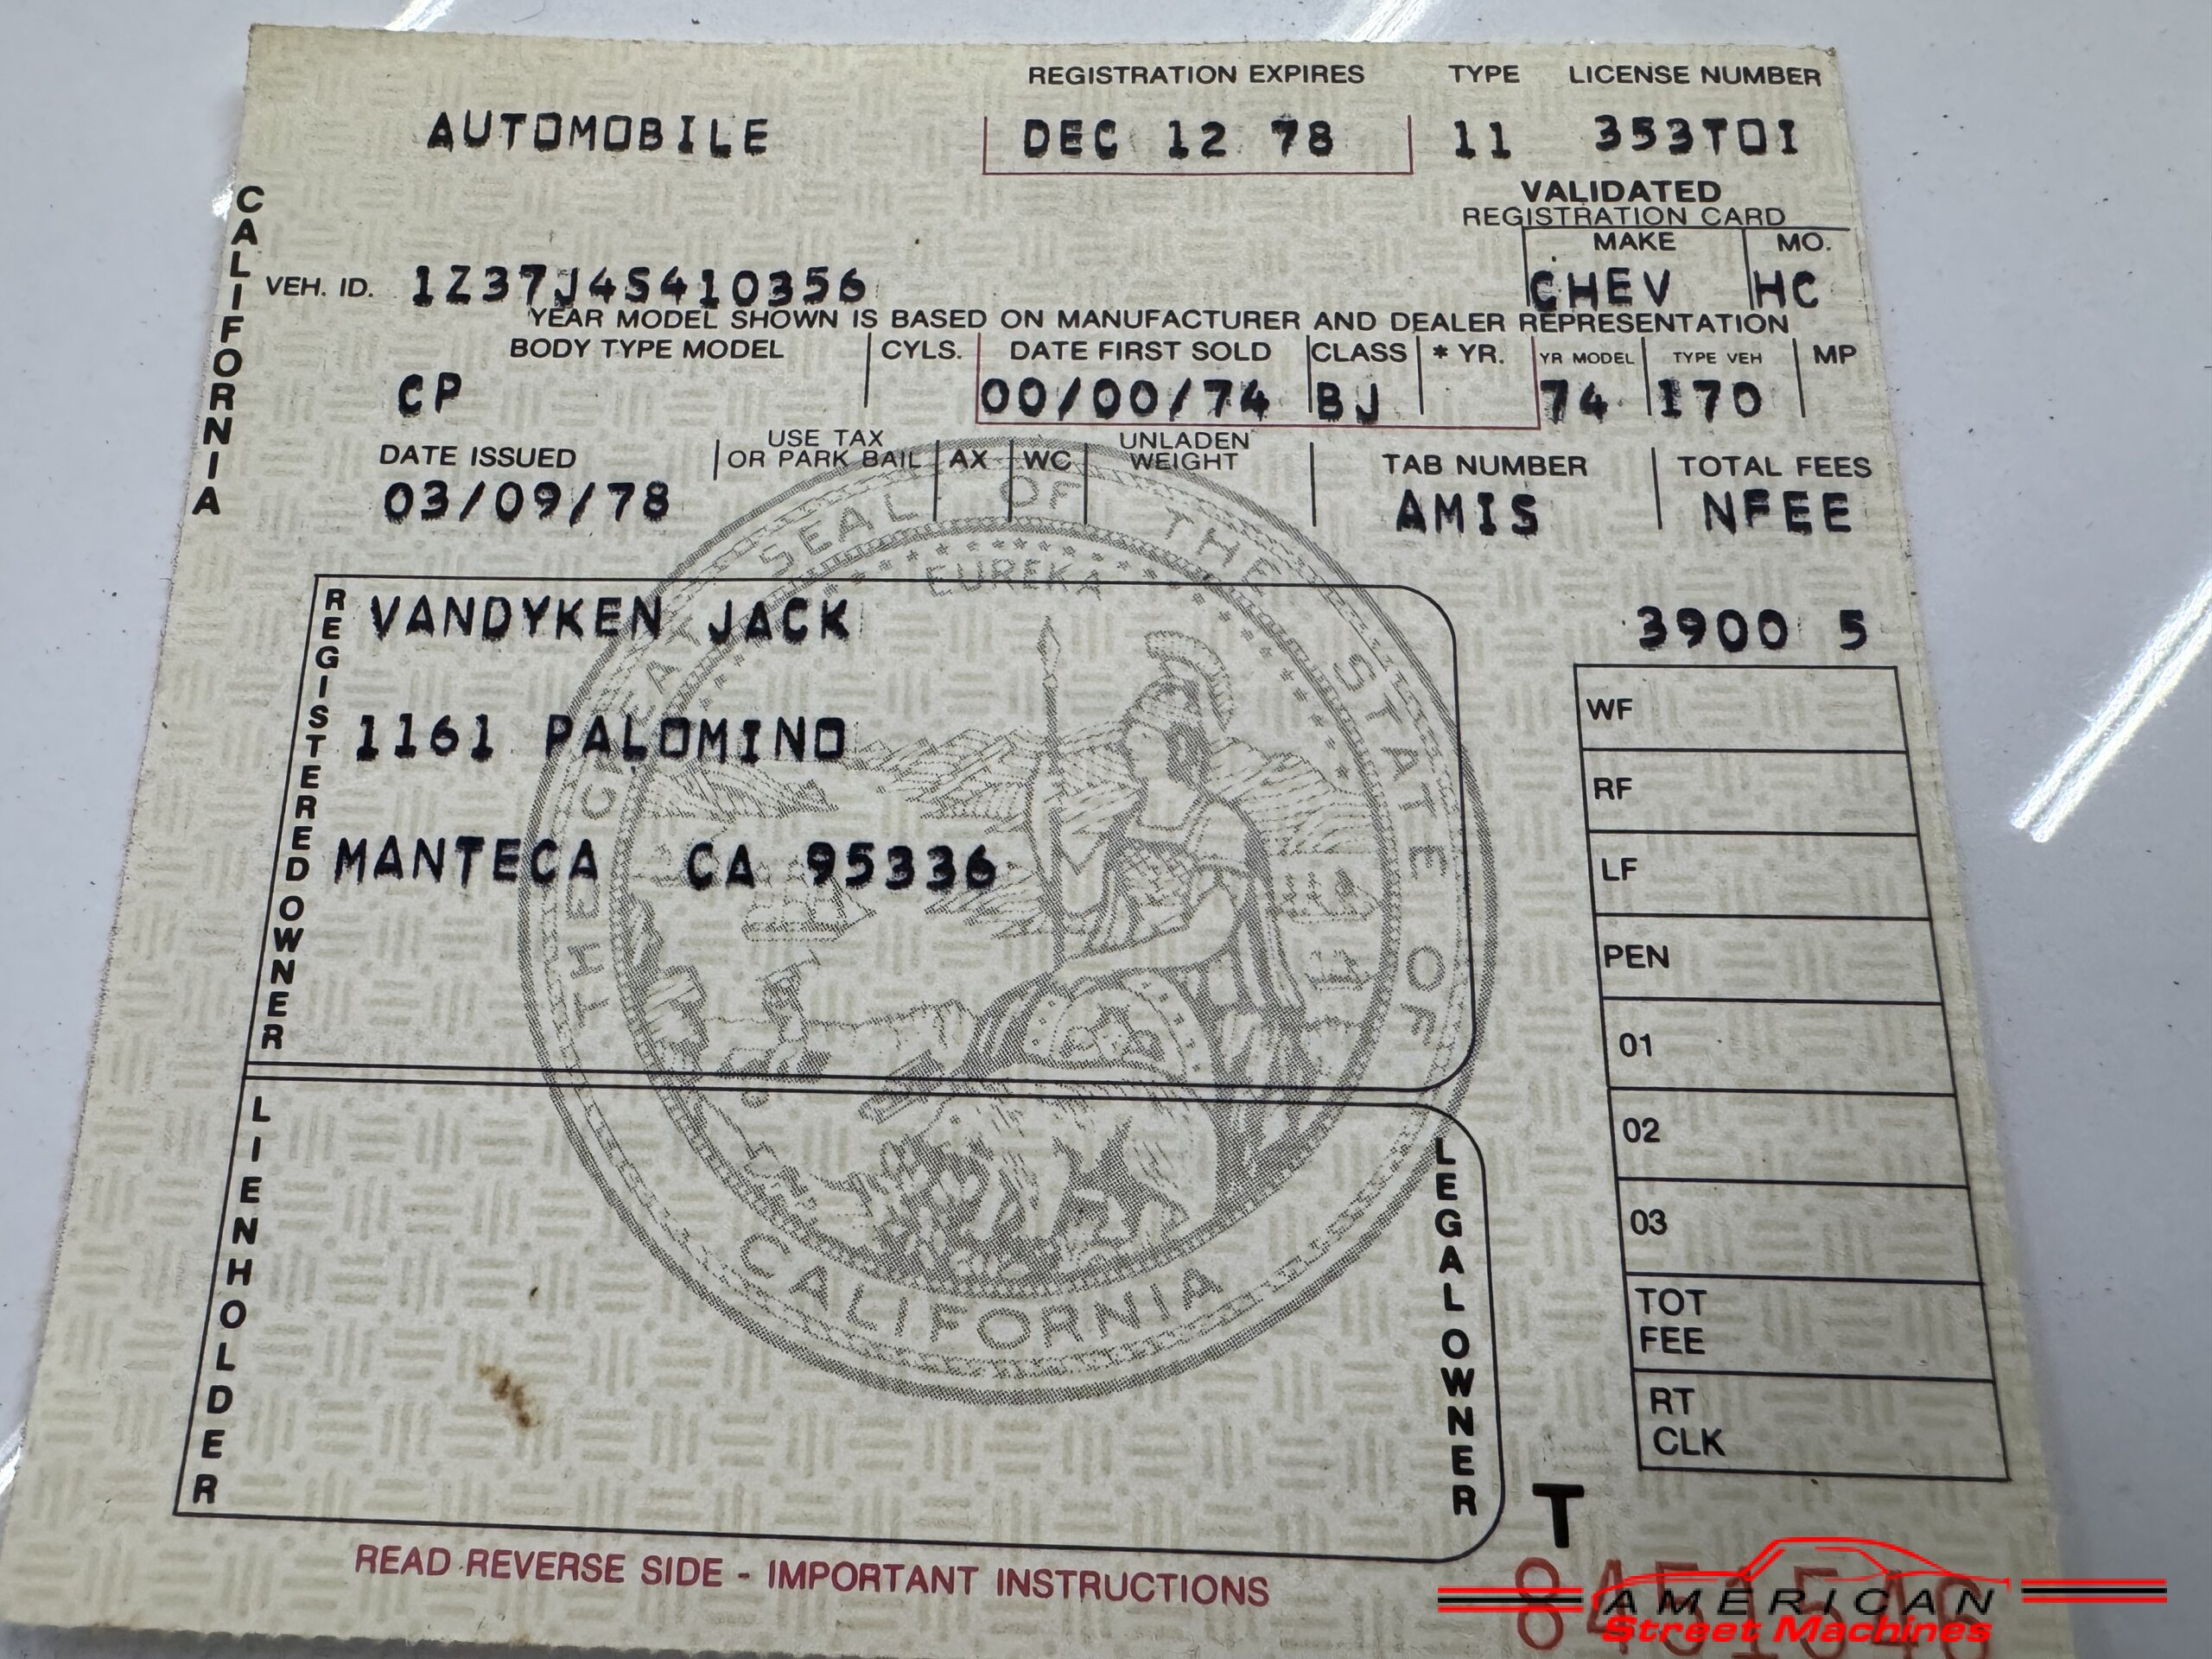 REGISTRATION EXPIRES TYPE LICENSE NUMBER
AUTOMOBILE DEC 12 78 11 353TOI
VALIDATED
REGISTRATION CARD
CALIFORNIA
MAKE MO.
VEH. ID. 1Z37J4S410356 CHEV HC
YEAR MODEL SHOWN IS BASED ON MANUFACTURER AND DEALER REPRESENTATION
BODY TYPE MODEL CYLS. DATE FIRST SOLD CLASS * YR. YR MODEL TYPE VEH MP
CP 00/00/74 BJ 74 170
DATE ISSUED USE TAX OR PARK BAIL AX WC UNLADEN WEIGHT TAB NUMBER TOTAL FEES
03/09/78 AMIS NFEE
REGISTERED OWNER
VANDYKEN JACK
1161 PALOMINO
MANTECA CA 95336
3900 5
WF
RF
LF
PEN
01
02
03
TOT
FEE
RT
CLK
THE GREAT SEAL OF THE STATE OF CALIFORNIA
EUREKA
LIENHOLDER
LEGAL OWNER
T
READ REVERSE SIDE - IMPORTANT INSTRUCTIONS
8451546
AMERICAN
Street Machines